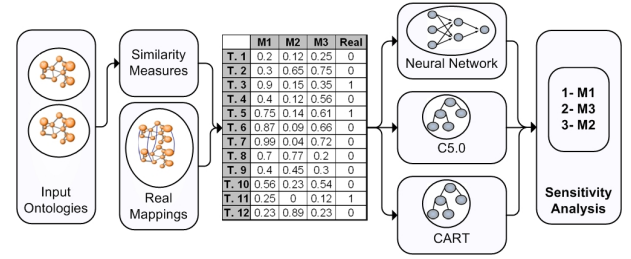 Input
Ontologies
Similarity
Measures
Real
Mappings
M1 M2 M3 Real
T. 1 0.2 0.12 0.25 0
T. 2 0.3 0.65 0.75 0
T. 3 0.9 0.15 0.35 1
T. 4 0.4 0.12 0.56 0
T. 5 0.75 0.14 0.61 1
T. 6 0.87 0.09 0.66 0
T. 7 0.99 0.04 0.72 0
T. 8 0.7 0.77 0.2 0
T. 9 0.4 0.45 0.3 0
T. 10 0.56 0.23 0.54 0
T. 11 0.25 0 0.12 1
T. 12 0.23 0.89 0.23 0
Neural Network
C5.0
CART
1- M1
2- M3
3- M2
Sensitivity
Analysis